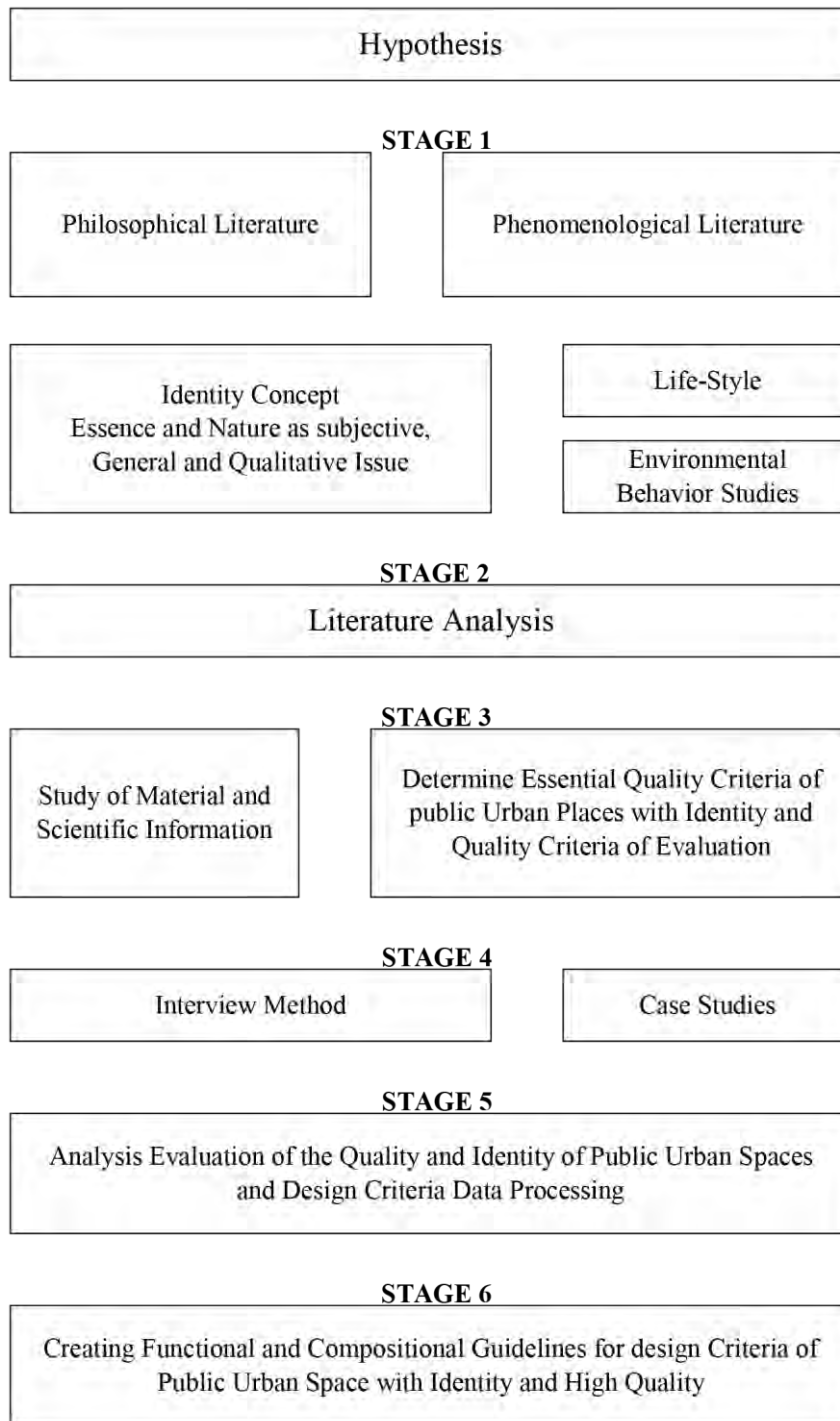 Hypothesis
STAGE 1
Philosophical Literature
Phenomenological Literature
Identity Concept
Essence and Nature as subjective,
General and Qualitative Issue
Life-Style
Environmental
Behavior Studies
STAGE 2
Literature Analysis
STAGE 3
Study of Material and
Scientific Information
Determine Essential Quality Criteria of
public Urban Places with Identity and
Quality Criteria of Evaluation
STAGE 4
Interview Method
Case Studies
STAGE 5
Analysis Evaluation of the Quality and Identity of Public Urban Spaces
and Design Criteria Data Processing
STAGE 6
Creating Functional and Compositional Guidelines for design Criteria of
Public Urban Space with Identity and High Quality